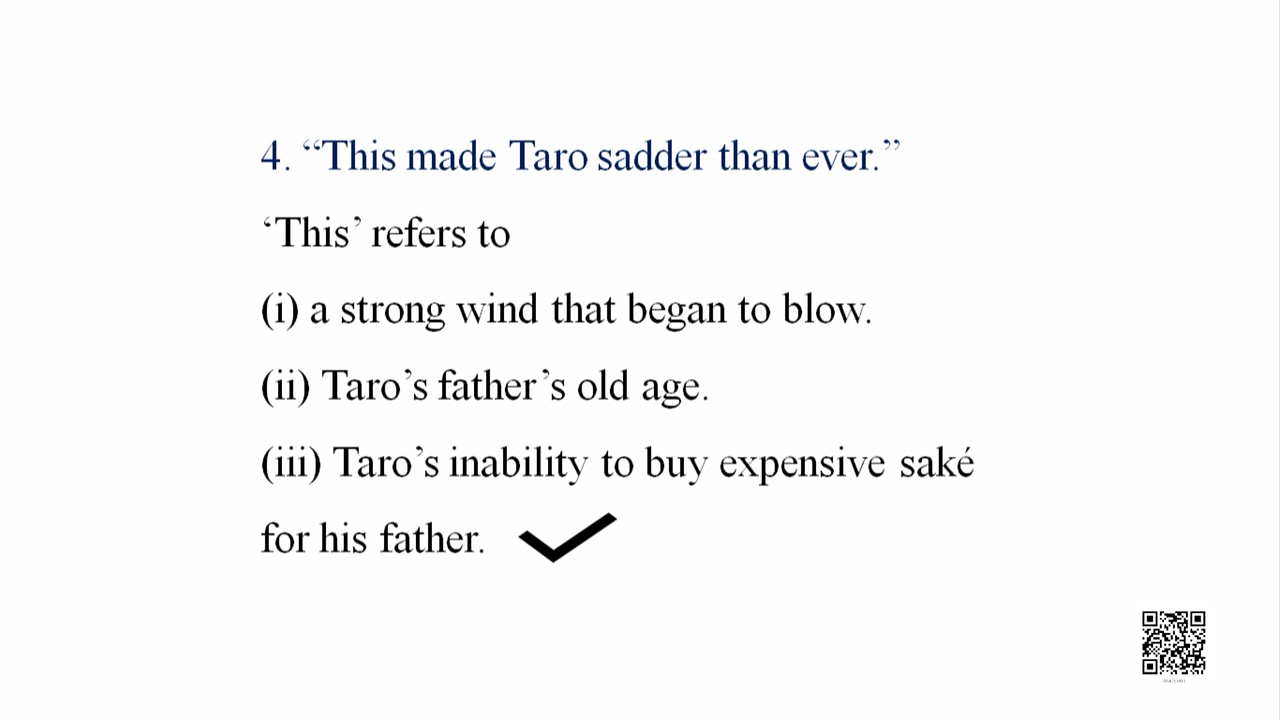 4. “This made Taro sadder than ever.”
‘This’ refers to
(i) a strong wind that began to blow.
(ii) Taro’s father’s old age.
(iii) Taro’s inability to buy expensive saké
for his father.